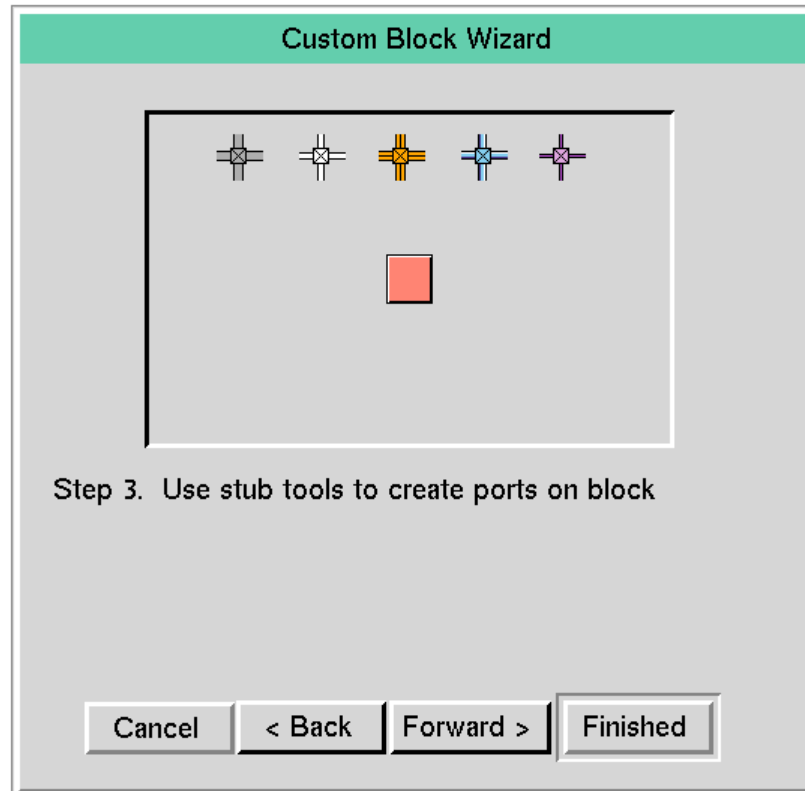 Custom Block Wizard
Step 3. Use stub tools to create ports on block
Cancel < Back Forward > Finished